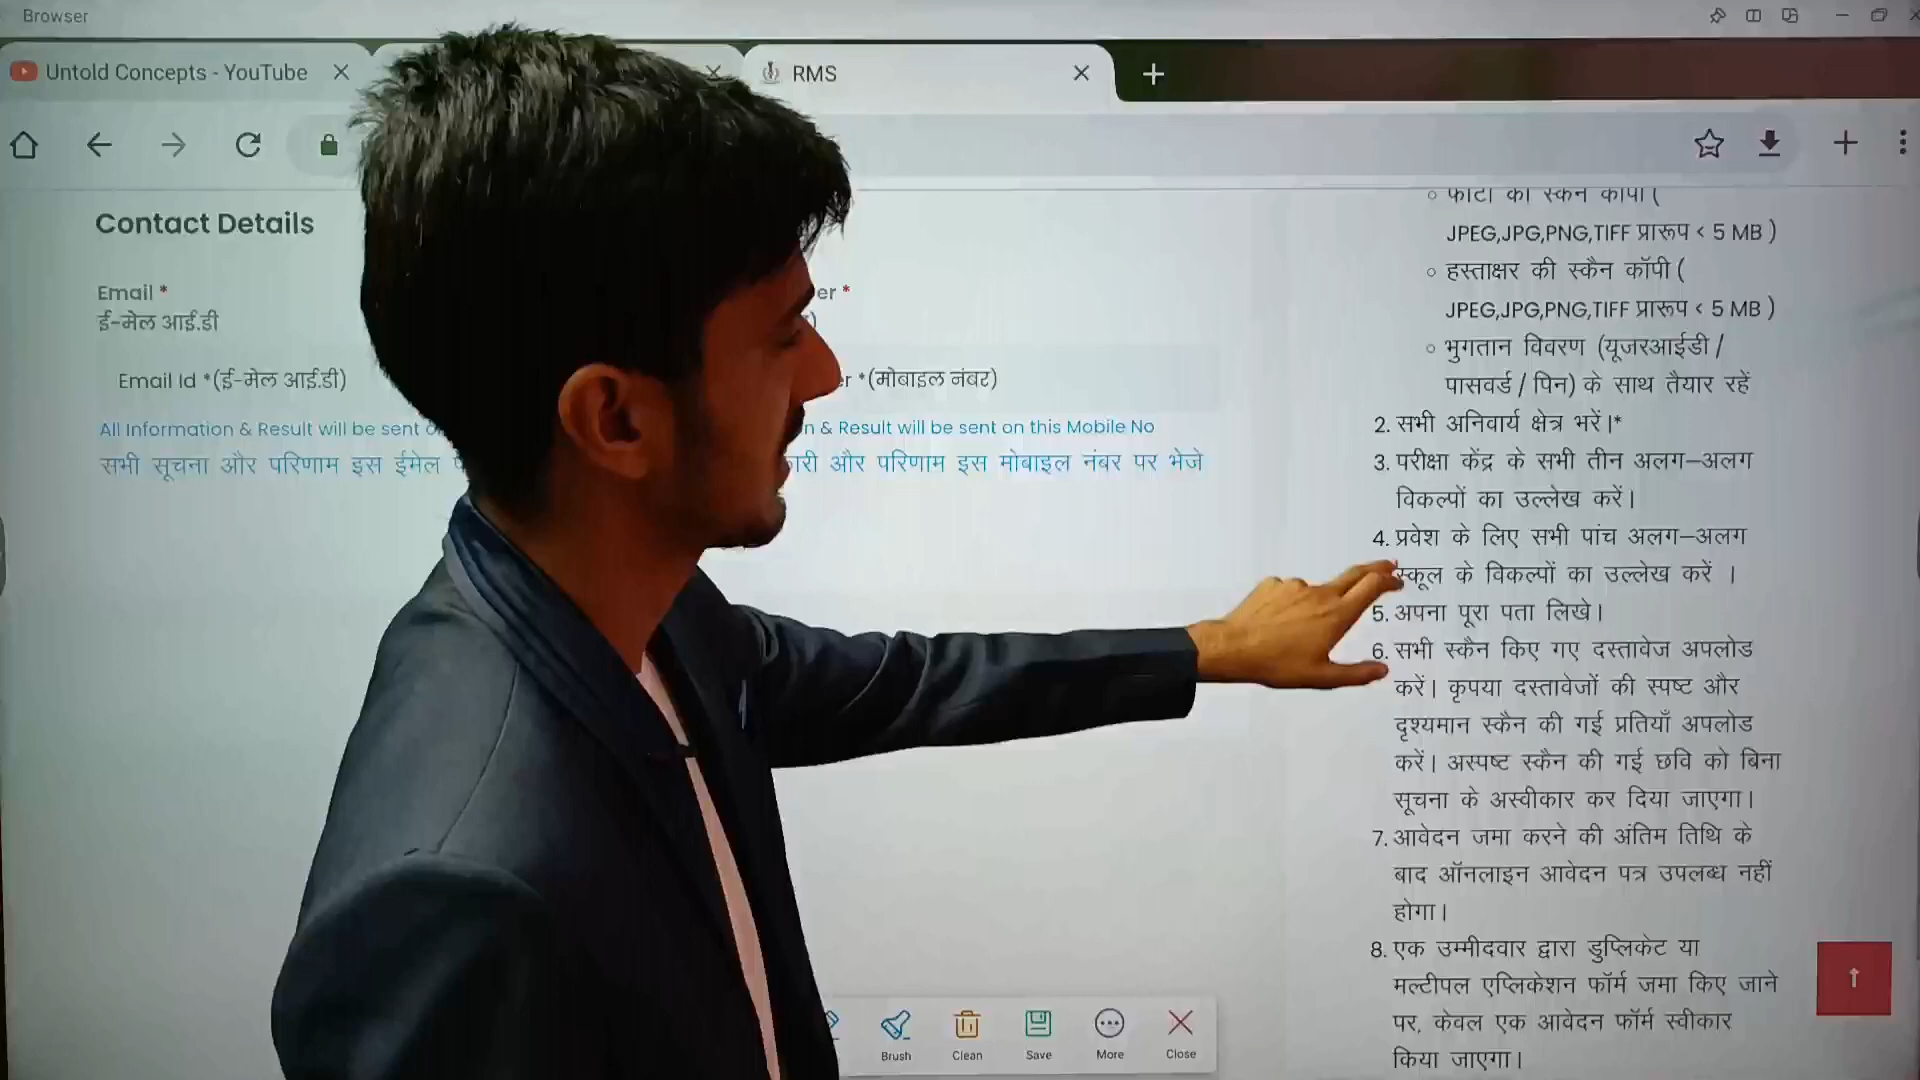 Browser
Untold Concepts - YouTube
RMS
Contact Details
Email *
ई-मेल आई.डी
Email Id *(ई-मेल आई.डी)
All Information & Result will be sent
सभी सूचना और परिणाम इस ईमेल
er *
er *(मोबाइल नंबर)
n & Result will be sent on this Mobile No
और परिणाम इस मोबाइल नंबर पर भेजे
फोटो की स्कैन कॉपी (
JPEG,JPG,PNG,TIFF प्रारूप < 5 MB )
हस्ताक्षर की स्कैन कॉपी (
JPEG,JPG,PNG,TIFF प्रारूप < 5 MB )
भुगतान विवरण (यूजरआईडी /
पासवर्ड / पिन) के साथ तैयार रहें
2. सभी अनिवार्य क्षेत्र भरें।*
3. परीक्षा केंद्र के सभी तीन अलग–अलग
विकल्पों का उल्लेख करें।
4. प्रवेश के लिए सभी पांच अलग–अलग
स्कूल के विकल्पों का उल्लेख करें ।
5. अपना पूरा पता लिखे।
6. सभी स्कैन किए गए दस्तावेज अपलोड
करें। कृपया दस्तावेजों की स्पष्ट और
दृश्यमान स्कैन की गई प्रतियाँ अपलोड
करें। अस्पष्ट स्कैन की गई छवि को बिना
सूचना के अस्वीकार कर दिया जाएगा।
7. आवेदन जमा करने की अंतिम तिथि के
बाद ऑनलाइन आवेदन पत्र उपलब्ध नहीं
होगा।
8. एक उम्मीदवार द्वारा डुप्लिकेट या
मल्टीपल एप्लिकेशन फॉर्म जमा किए जाने
पर, केवल एक आवेदन फॉर्म स्वीकार
किया जाएगा।
Brush
Clean
Save
More
Close